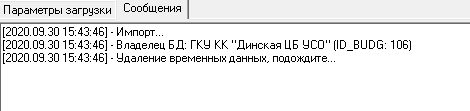 Параметры загрузки Сообщения
[2020.09.30 15:43:46] - Импорт...
[2020.09.30 15:43:46] - Владелец БД: ГКУ КК "Динская ЦБ УСО" (ID_BUDG: 106)
[2020.09.30 15:43:46] - Удаление временных данных, подождите...